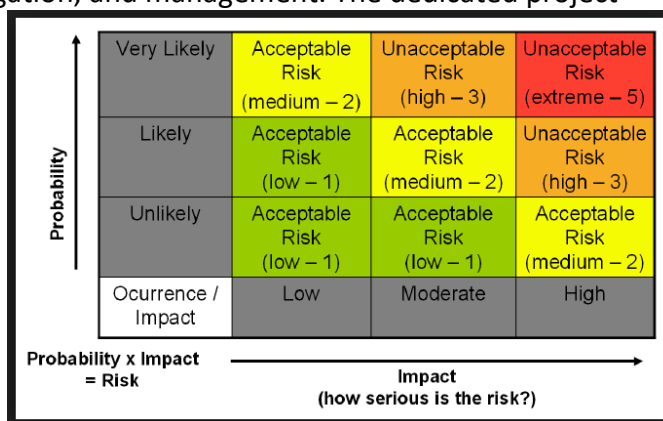 gation, and management. The dedicated project
Very Likely
Acceptable
Risk
(medium – 2)
Unacceptable
Risk
(high – 3)
Unacceptable
Risk
(extreme – 5)
Likely
Acceptable
Risk
(low – 1)
Acceptable
Risk
(medium – 2)
Unacceptable
Risk
(high – 3)
Unlikely
Acceptable
Risk
(low – 1)
Acceptable
Risk
(low – 1)
Acceptable
Risk
(medium – 2)
Ocurrence /
Impact
Low
Moderate
High
Probability
Probability x Impact
= Risk
Impact
(how serious is the risk?)